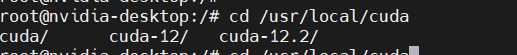 root@nvidia-desktop:/# cd /usr/local/cuda
cuda/ cuda-12/ cuda-12.2/
root@nvidia-desktop:/# cd /usr/local/cuda